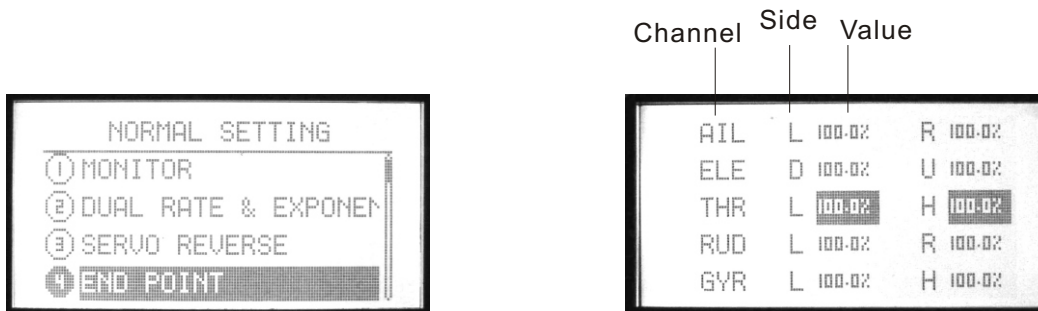 Channel Side Value
NORMAL SETTING
1 MONITOR
2 DUAL RATE & EXPONEN
3 SERVO REVERSE
4 END POINT
AIL L 100.0% R 100.0%
ELE D 100.0% U 100.0%
THR L 100.0% H 100.0%
RUD L 100.0% R 100.0%
GYR L 100.0% H 100.0%